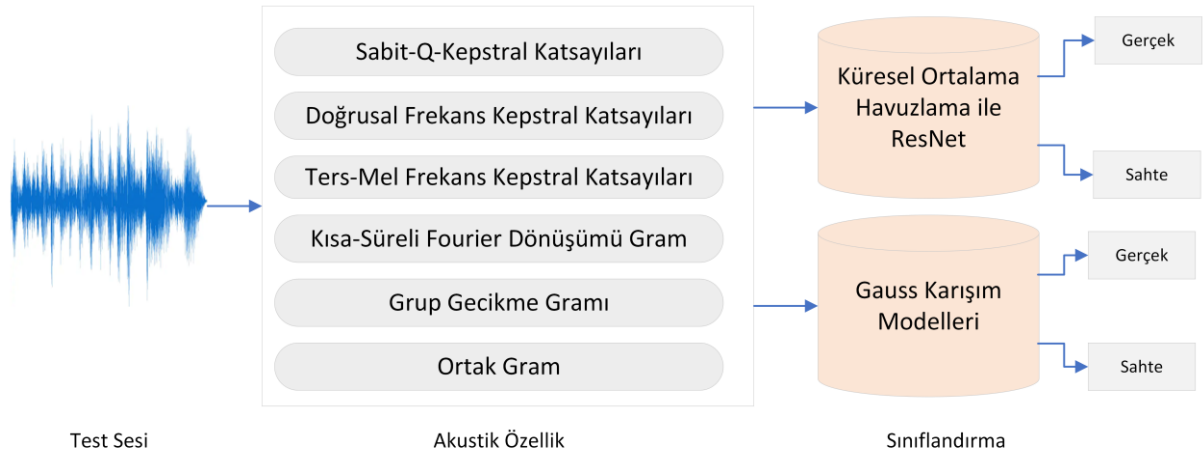 Sabit-Q-Kepstral Katsayıları
Doğrusal Frekans Kepstral Katsayıları
Ters-Mel Frekans Kepstral Katsayıları
Kısa-Süreli Fourier Dönüşümü Gram
Grup Gecikme Gramı
Ortak Gram
Küresel Ortalama
Havuzlama ile
ResNet
Gerçek
Sahte
Gauss Karışım
Modelleri
Gerçek
Sahte
Test Sesi
Akustik Özellik
Sınıflandırma